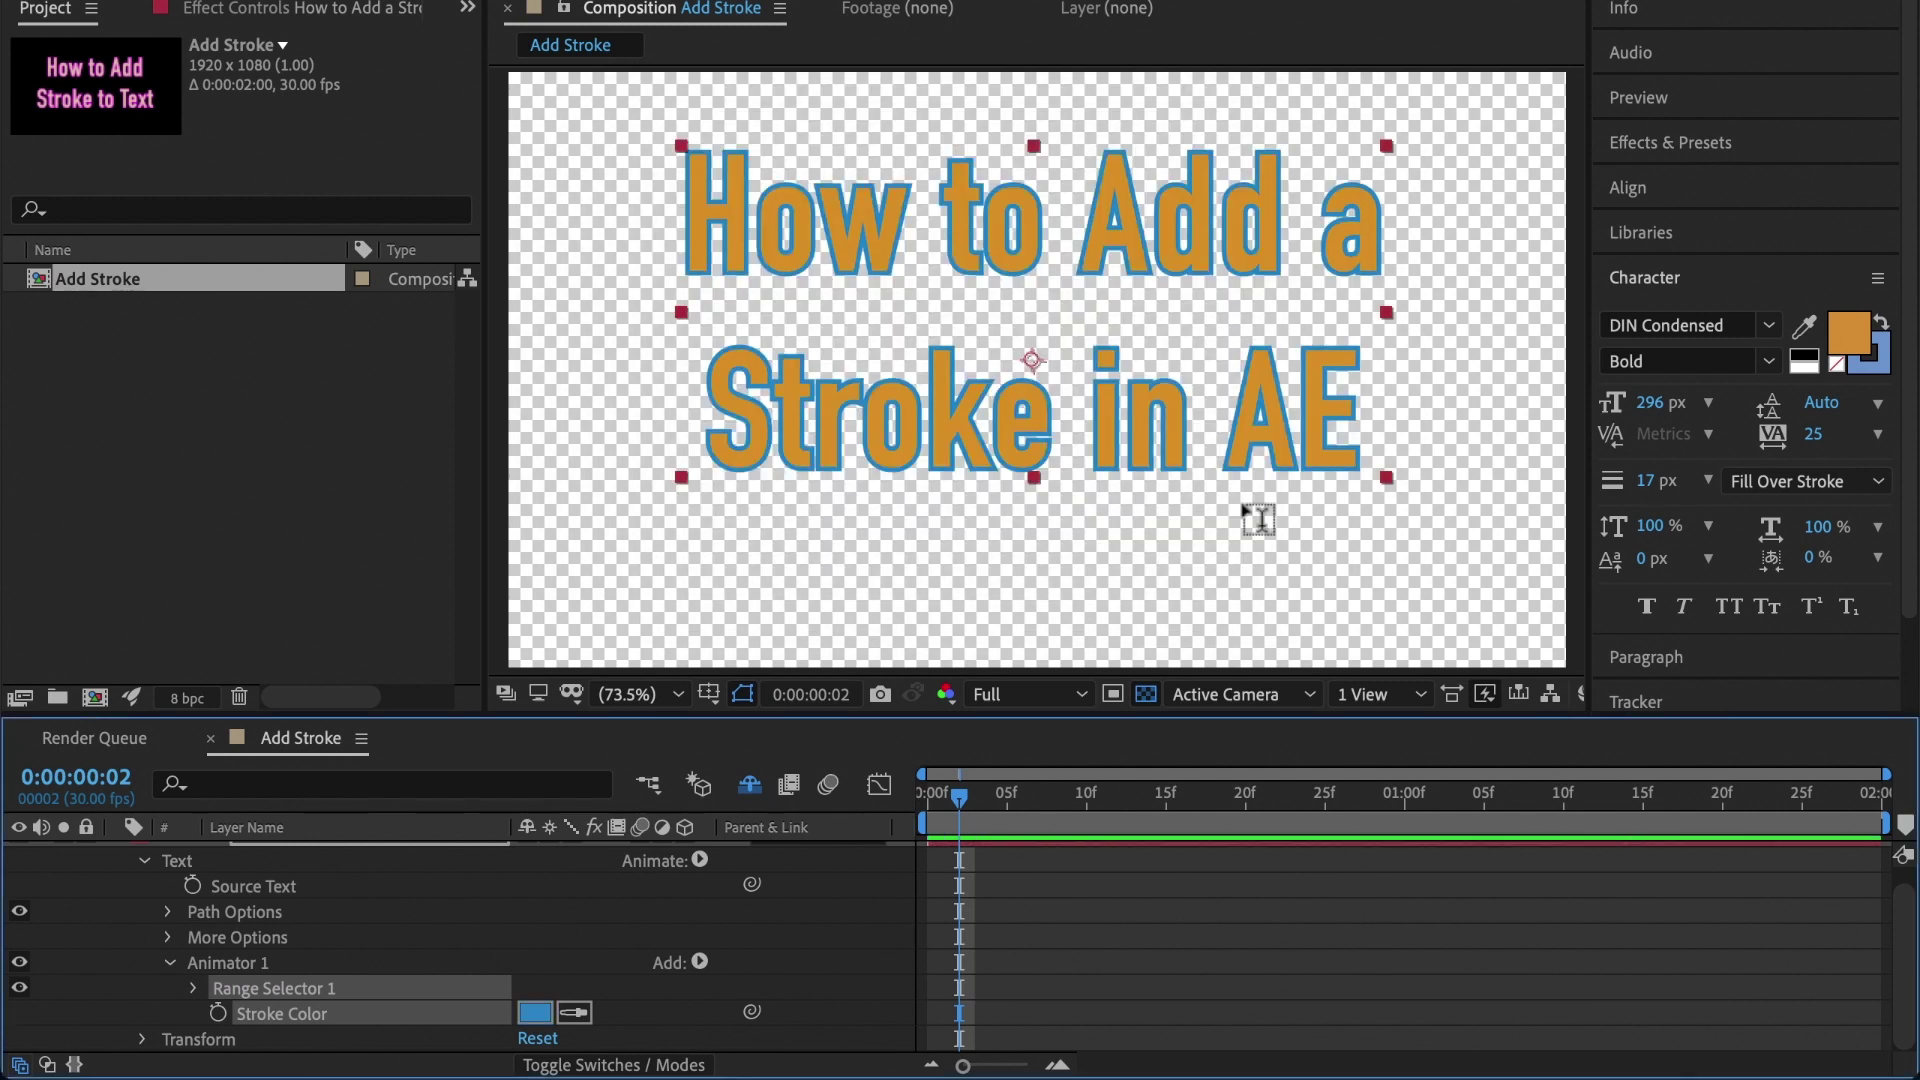 Project
Effect Controls How to Add a Str
Composition Add Stroke
Footage (none)
Layer (none)
Info
How to Add
Stroke to Text
Add Stroke
1920 x 1080 (1.00)
Δ 0:00:02:00, 30.00 fps
Add Stroke
Audio
Preview
Effects & Presets
Align
Libraries
Name
Type
Add Stroke
Composi
How to Add a
Stroke in AE
Character
DIN Condensed
Bold
296 px
Auto
Metrics
25
17 px
Fill Over Stroke
100 %
100 %
0 px
0 %
Paragraph
Tracker
8 bpc
(73.5%)
0:00:00:02
Full
Active Camera
1 View
Render Queue
Add Stroke
0:00:00:02
00002 (30.00 fps)
0:00f
05f
10f
15f
20f
25f
01:00f
05f
10f
15f
20f
25f
02:00
#
Layer Name
Parent & Link
Text
Animate:
Source Text
Path Options
More Options
Animator 1
Add:
Range Selector 1
Stroke Color
Transform
Reset
Toggle Switches / Modes